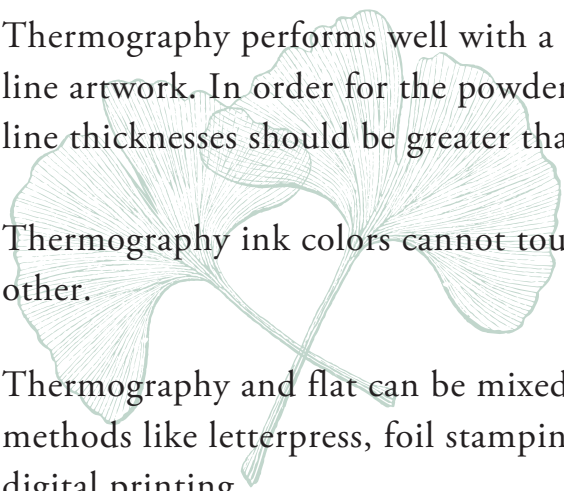 Thermography performs well with a
line artwork. In order for the powder
line thicknesses should be greater tha
Thermography ink colors cannot tou
other.
Thermography and flat can be mixed
methods like letterpress, foil stampin
digital printing